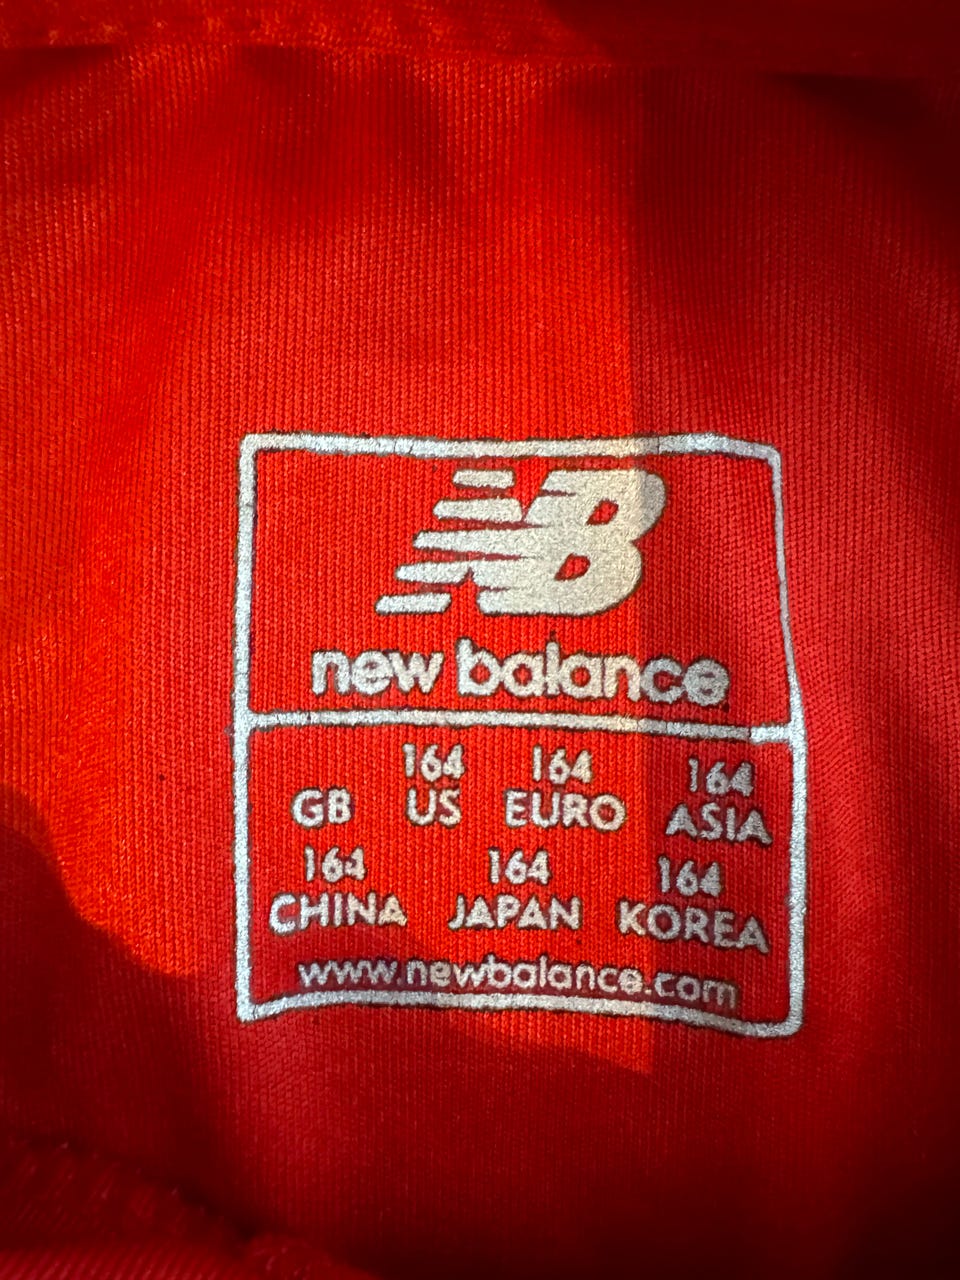 NB
new balance
164 164 164
GB US EURO ASIA
164 164 164
CHINA JAPAN KOREA
www.newbalance.com